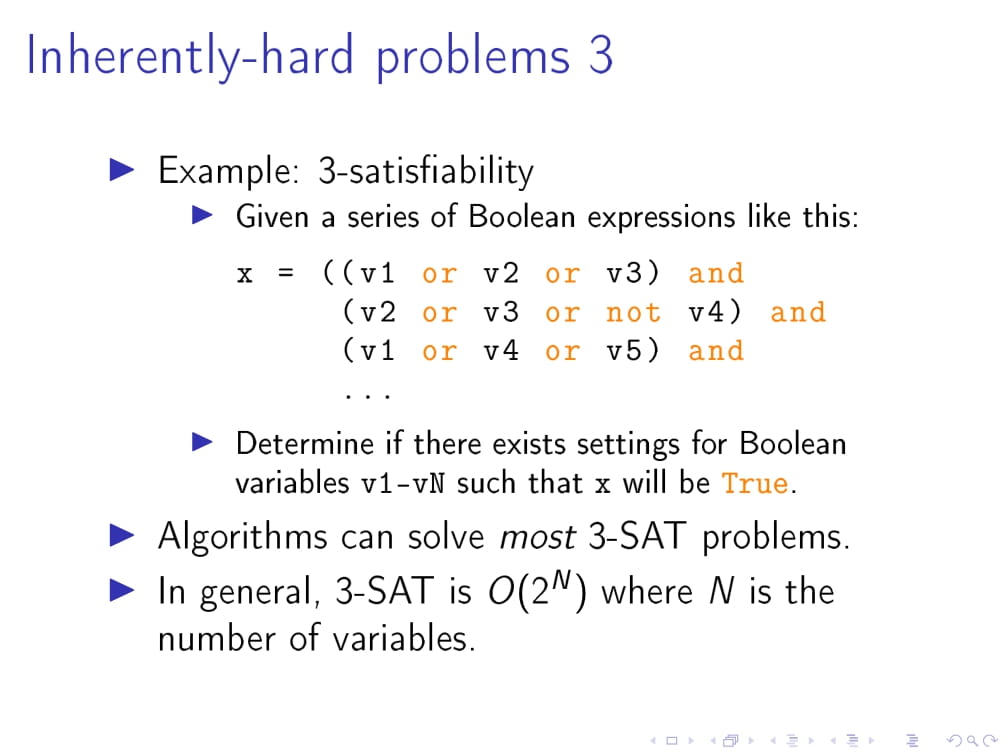 Inherently-hard problems 3
Example: 3-satisfiability
Given a series of Boolean expressions like this:
x = ((v1 or v2 or v3) and
(v2 or v3 or not v4) and
(v1 or v4 or v5) and
...
Determine if there exists settings for Boolean
variables v1-vN such that x will be True.
Algorithms can solve most 3-SAT problems.
In general, 3-SAT is O(2^N) where N is the
number of variables.